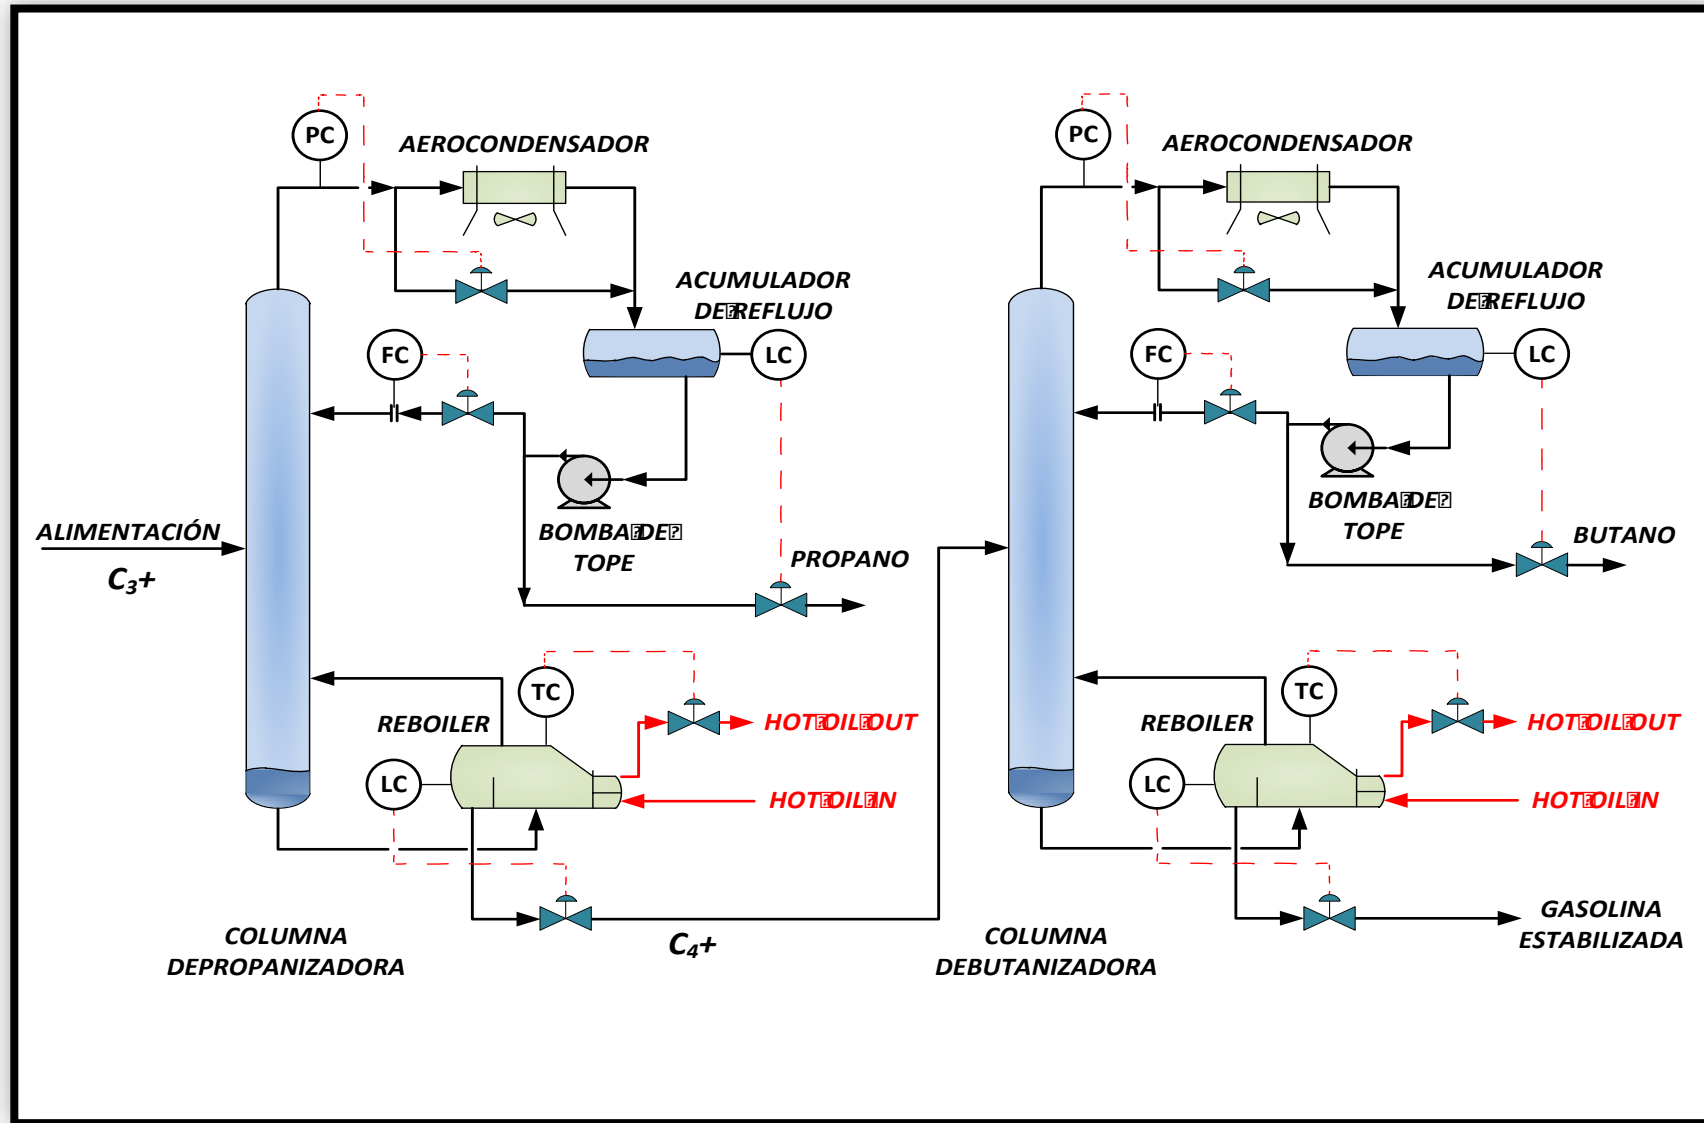 PC
AEROCONDENSADOR
ACUMULADOR
DE REFLUJO
FC
LC
BOMBA DE
TOPE
ALIMENTACIÓN
C₃+
PROPANO
TC
REBOILER
HOT OIL OUT
LC
HOT OIL IN
COLUMNA
DEPROPANIZADORA
C₄+
PC
AEROCONDENSADOR
ACUMULADOR
DE REFLUJO
FC
LC
BOMBA DE
TOPE
BUTANO
TC
REBOILER
HOT OIL OUT
LC
HOT OIL IN
COLUMNA
DEBUTANIZADORA
GASOLINA
ESTABILIZADA